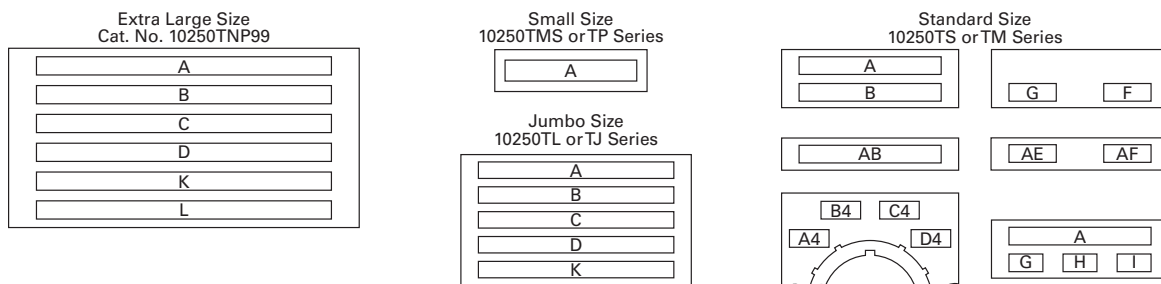 Extra Large Size
Cat. No. 10250TNP99
A
B
C
D
K
L
Small Size
10250TMS or TP Series
A
Jumbo Size
10250TL or TJ Series
A
B
C
D
K
Standard Size
10250TS or TM Series
A
B
G F
AB
AE AF
B4 C4
A4 D4
A
G H I